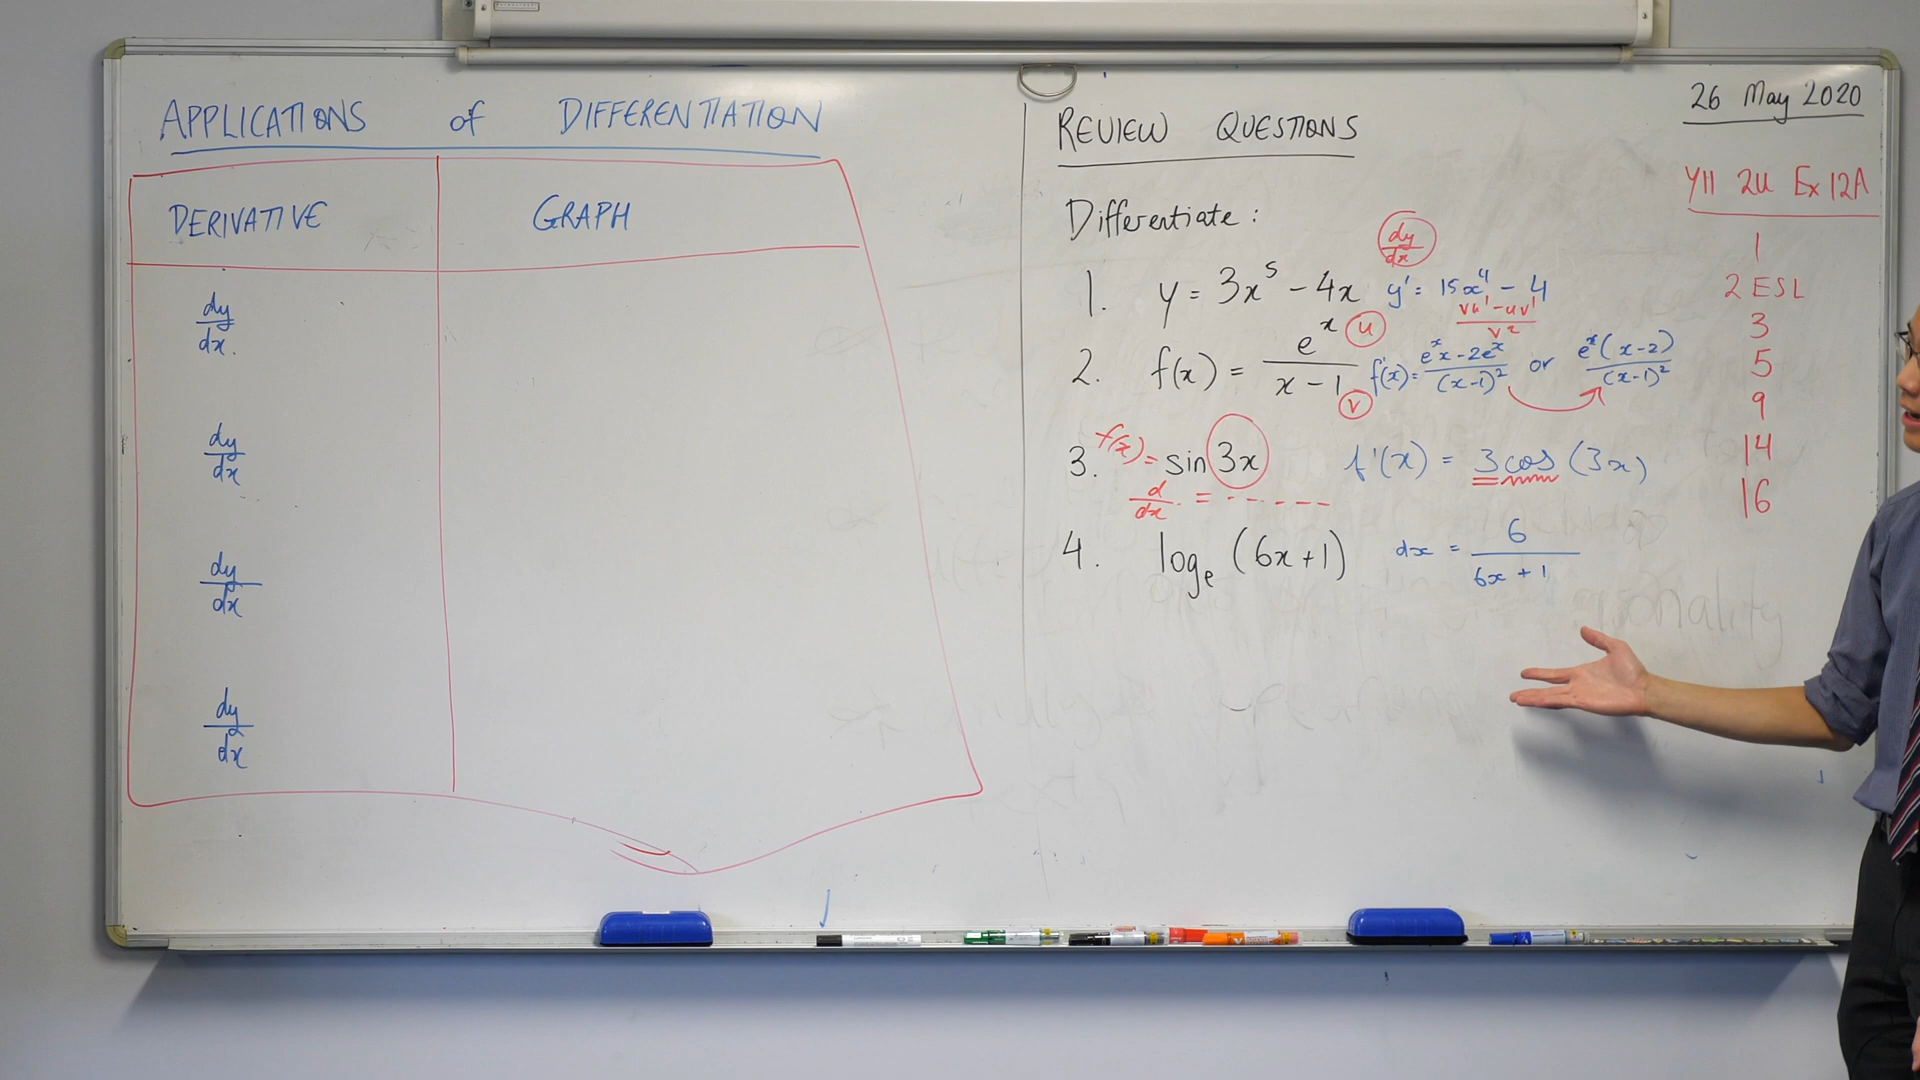 APPLICATIONS of DIFFERENTIATION
DERIVATIVE GRAPH
dy/dx
dy/dx
dy/dx
dy/dx
REVIEW QUESTIONS
Differentiate:
dy/dx
1. y = 3x⁵ - 4x y' = 15x⁴ - 4
u vu' - uv' / v²
2. f(x) = eˣ / x - 1 f'(x) = eˣx - 2eˣ / (x-1)² or eˣ(x-2) / (x-1)²
v
3. f(x) = sin 3x f'(x) = 3cos (3x)
d/dx = ------
4. logₑ (6x+1) dx = 6 / 6x + 1
26 May 2020
Y11 2U Ex 12A
1
2 ESL
3
5
9
14
16